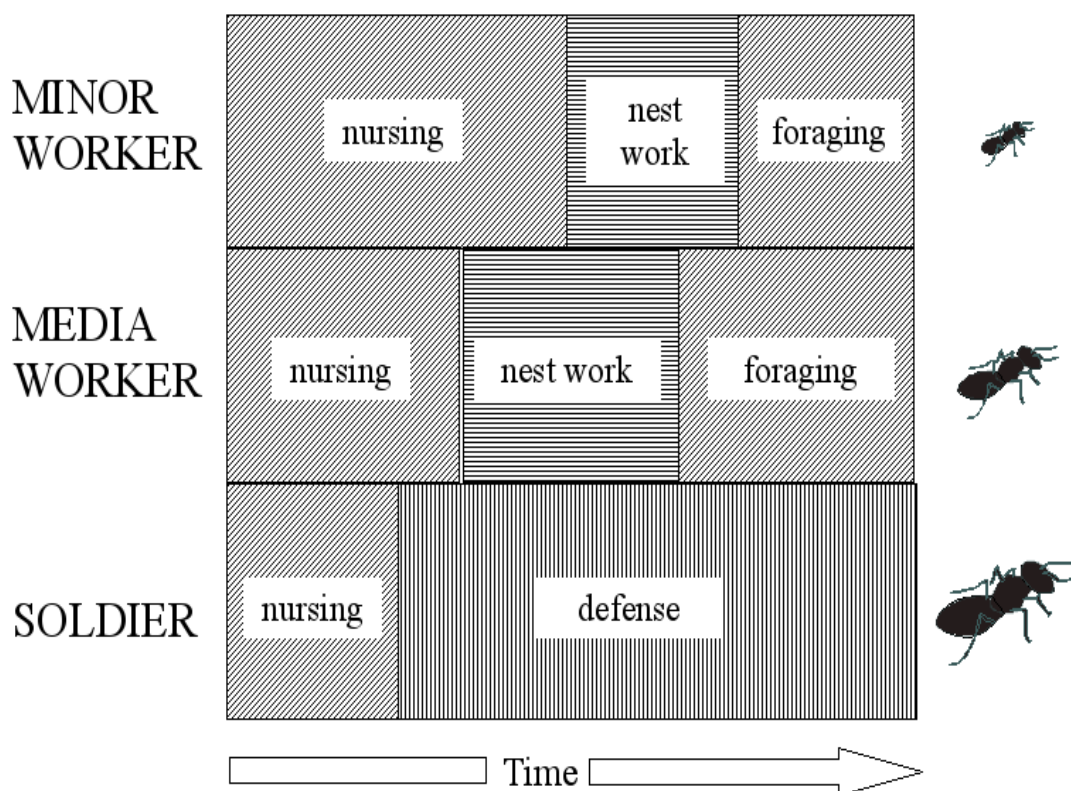 MINOR
WORKER
nursing
nest
work
foraging
MEDIA
WORKER
nursing
nest work
foraging
SOLDIER
nursing
defense
Time